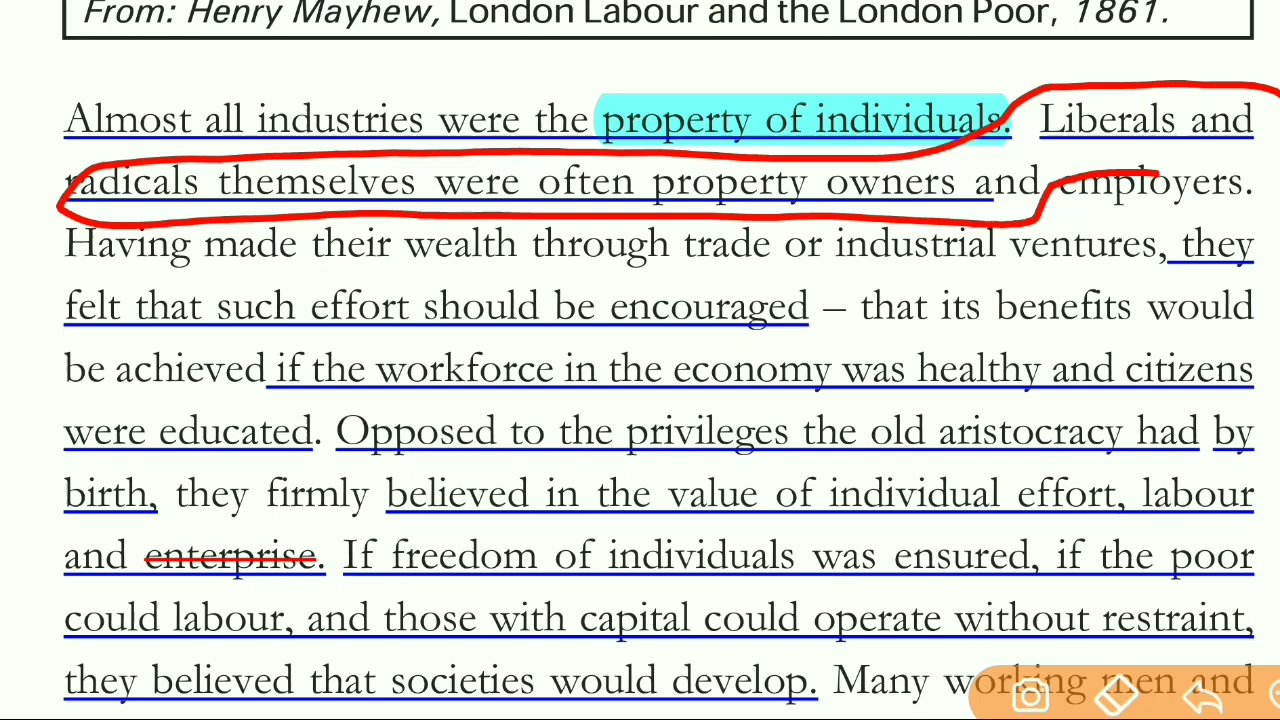 From: Henry Mayhew, London Labour and the London Poor, 1861.
Almost all industries were the property of individuals. Liberals and
radicals themselves were often property owners and employers.
Having made their wealth through trade or industrial ventures, they
felt that such effort should be encouraged – that its benefits would
be achieved if the workforce in the economy was healthy and citizens
were educated. Opposed to the privileges the old aristocracy had by
birth, they firmly believed in the value of individual effort, labour
and enterprise. If freedom of individuals was ensured, if the poor
could labour, and those with capital could operate without restraint,
they believed that societies would develop. Many working men and